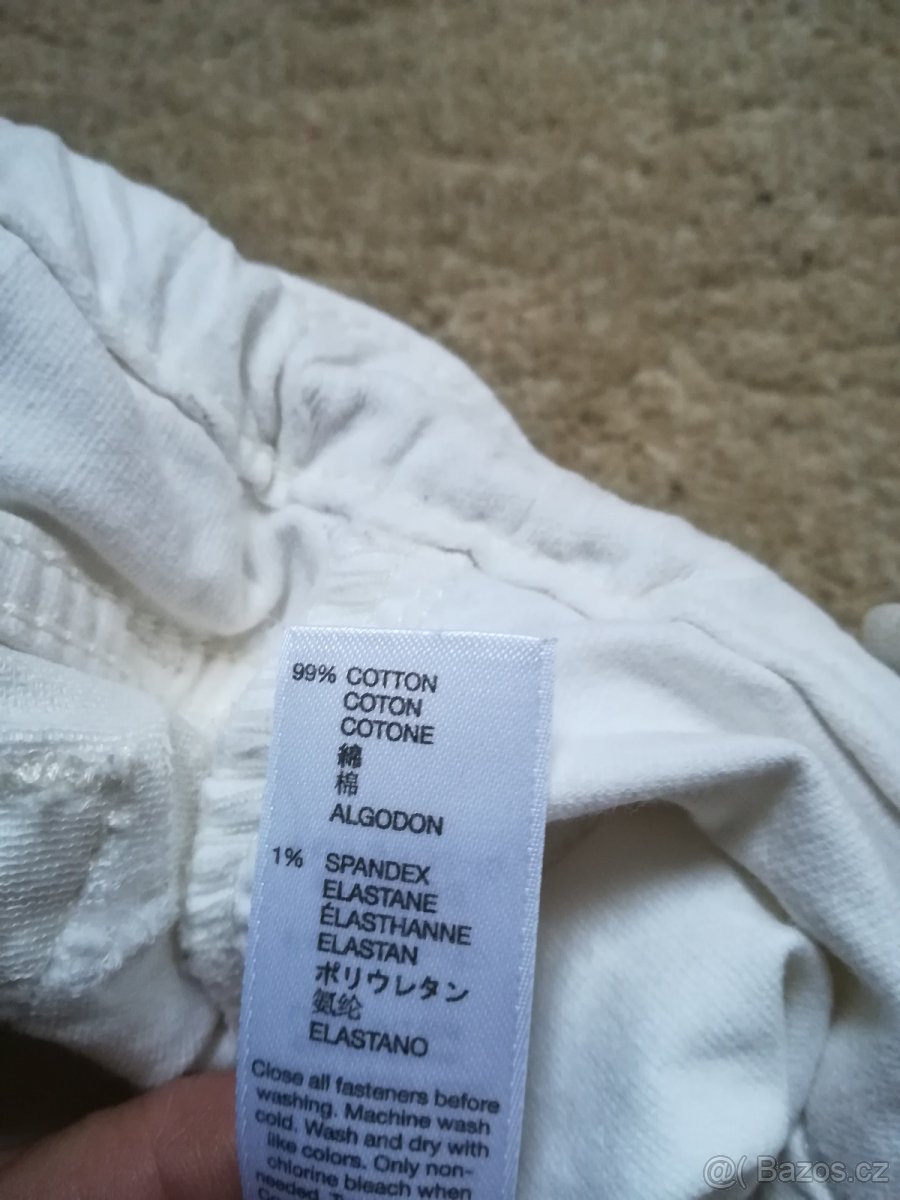 99% COTTON
COTON
COTONE
綿
棉
ALGODON
1% SPANDEX
ELASTANE
ÉLASTHANNE
ELASTAN
ポリウレタン
氨纶
ELASTANO
Close all fasteners before
washing. Machine wash
cold. Wash and dry with
like colors. Only non-
chlorine bleach when
needed.
@( Bazos.cz